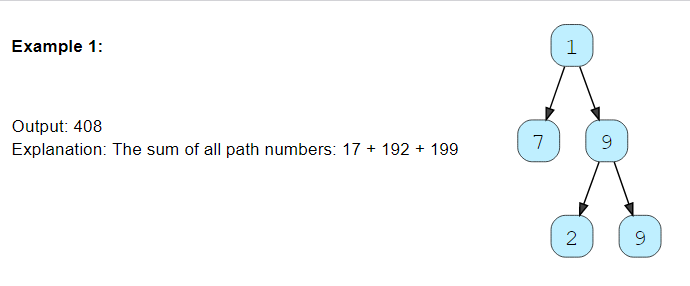 Example 1:
1
Output: 408
Explanation: The sum of all path numbers: 17 + 192 + 199
7 9
2 9